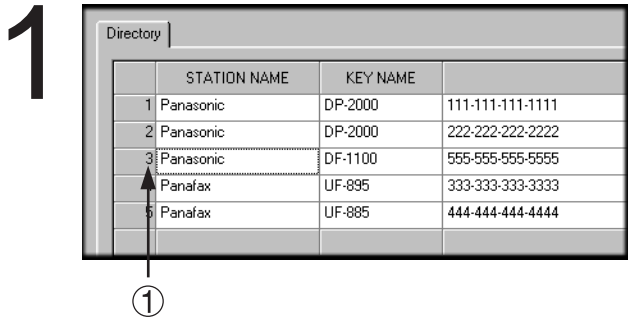 1
Directory
STATION NAME KEY NAME
1 Panasonic DP-2000 111-111-111-1111
2 Panasonic DP-2000 222-222-222-2222
3 Panasonic DF-1100 555-555-555-5555
Panafax UF-895 333-333-333-3333
5 Panafax UF-885 444-444-444-4444
①